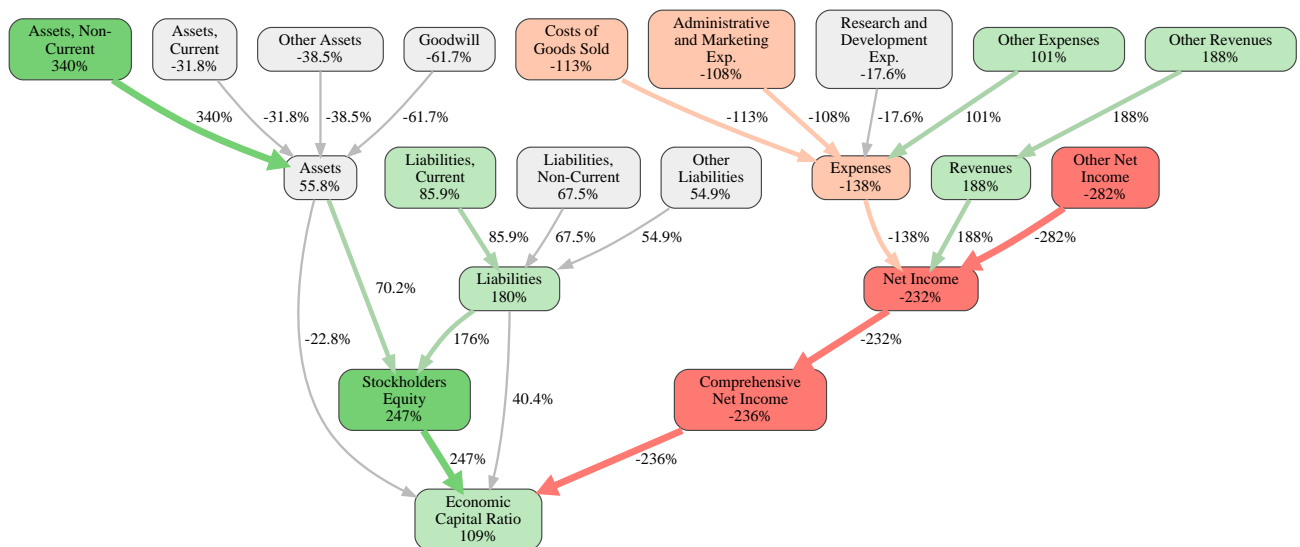 Assets, Non-
Current
340%
Assets,
Current
-31.8%
Other Assets
-38.5%
Goodwill
-61.7%
Costs of
Goods Sold
-113%
Administrative
and Marketing
Exp.
-108%
Research and
Development
Exp.
-17.6%
Other Expenses
101%
Other Revenues
188%
340%
-31.8%
-38.5%
-61.7%
-113%
-108%
-17.6%
101%
188%
Assets
55.8%
Liabilities,
Current
85.9%
Liabilities,
Non-Current
67.5%
Other
Liabilities
54.9%
Expenses
-138%
Revenues
188%
Other Net
Income
-282%
85.9%
67.5%
54.9%
-138%
188%
-282%
70.2%
Liabilities
180%
Net Income
-232%
-22.8%
176%
-232%
Stockholders
Equity
247%
40.4%
Comprehensive
Net Income
-236%
247%
-236%
Economic
Capital Ratio
109%